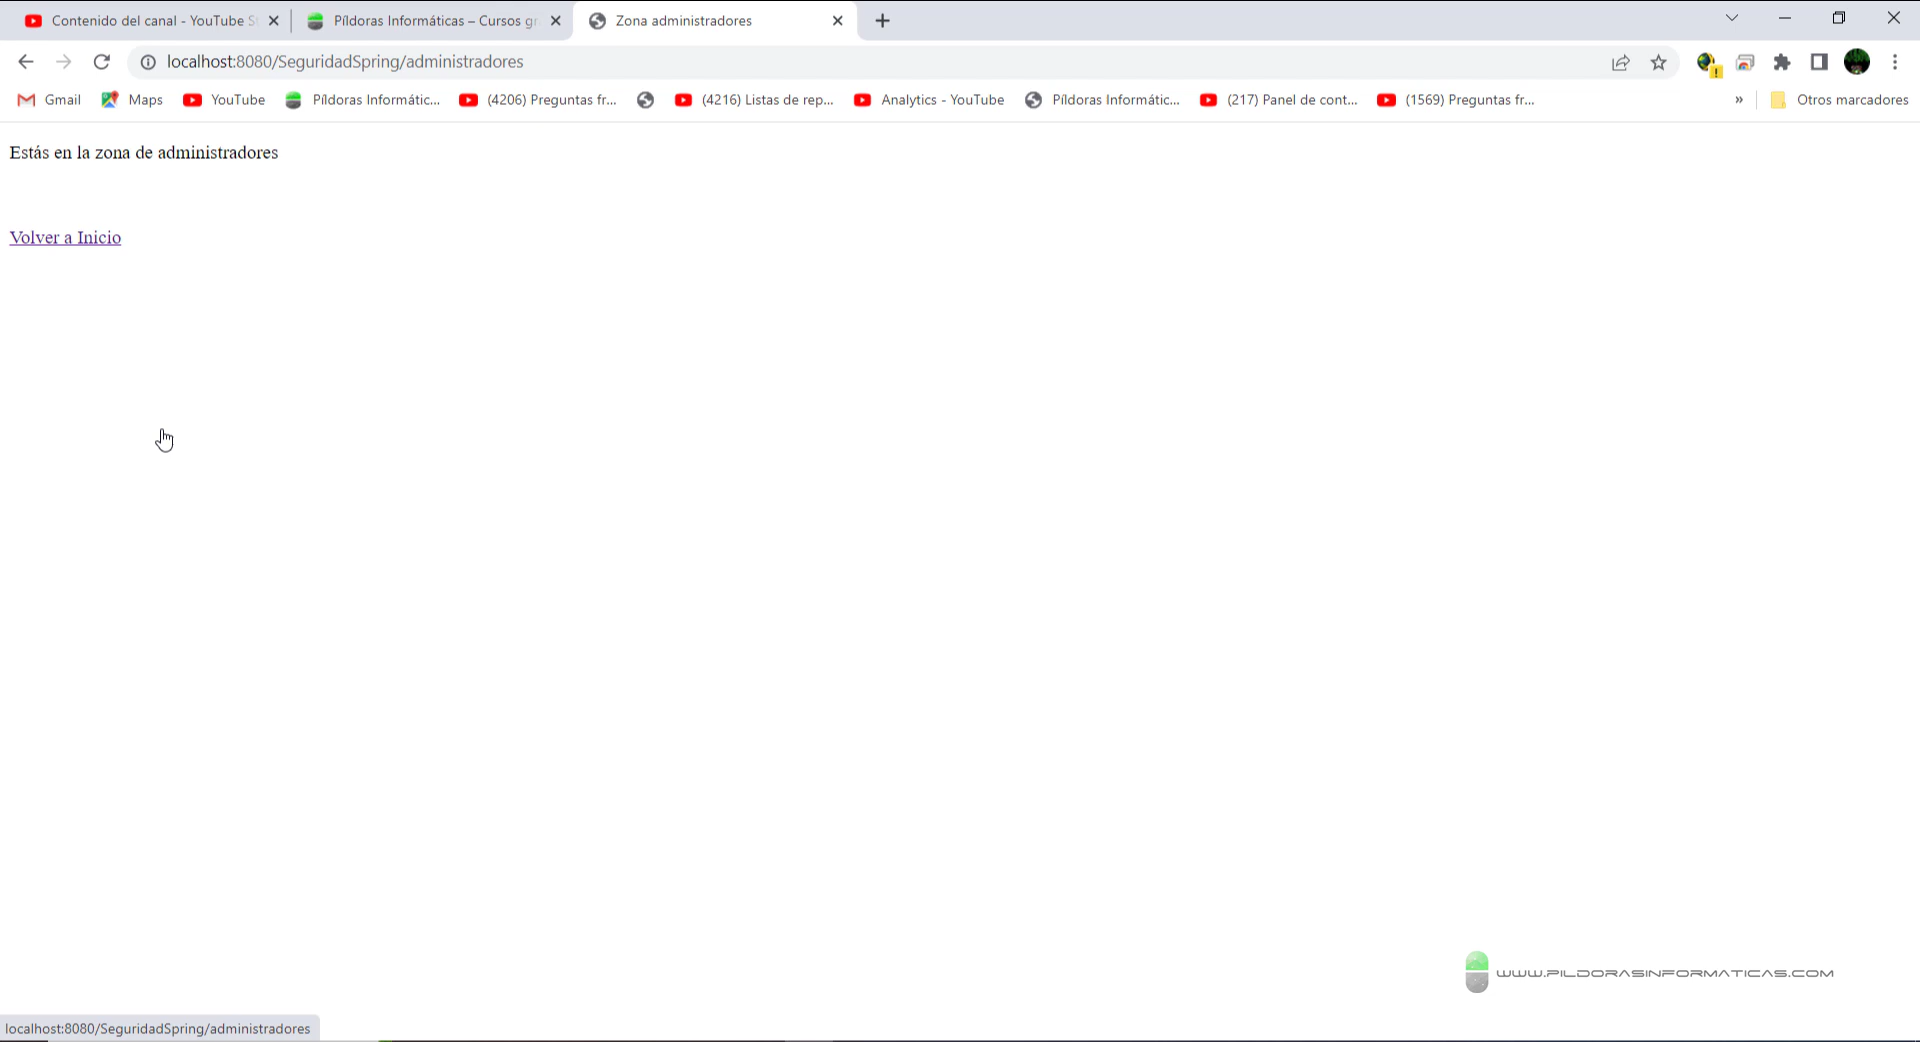 Contenido del canal - YouTube S
Píldoras Informáticas – Cursos gr
Zona administradores
localhost:8080/SeguridadSpring/administradores
Gmail
Maps
YouTube
Píldoras Informátic...
(4206) Preguntas fr...
(4216) Listas de rep...
Analytics - YouTube
Píldoras Informátic...
(217) Panel de cont...
(1569) Preguntas fr...
»
Otros marcadores
Estás en la zona de administradores
Volver a Inicio
WWW.PILDORASINFORMATICAS.COM
localhost:8080/SeguridadSpring/administradores